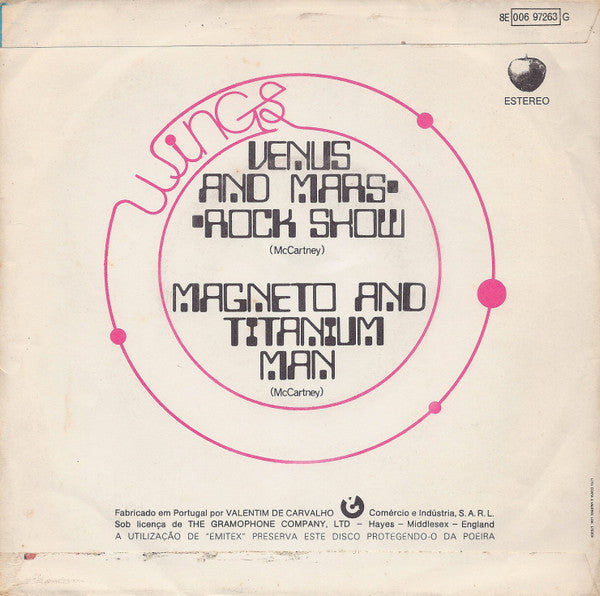 8E 006 97263 G
ESTEREO
WINGS
VENUS
AND MARS•
•ROCK SHOW
(McCartney)
MAGNETO AND
TITANIUM
MAN
(McCartney)
Fabricado em Portugal por VALENTIM DE CARVALHO Comércio e Indústria, S. A. R. L.
Sob licença de THE GRAMOPHONE COMPANY, LTD – Hayes – Middlesex – England
A UTILIZAÇÃO DE "EMITEX" PRESERVA ESTE DISCO PROTEGENDO-O DA POEIRA